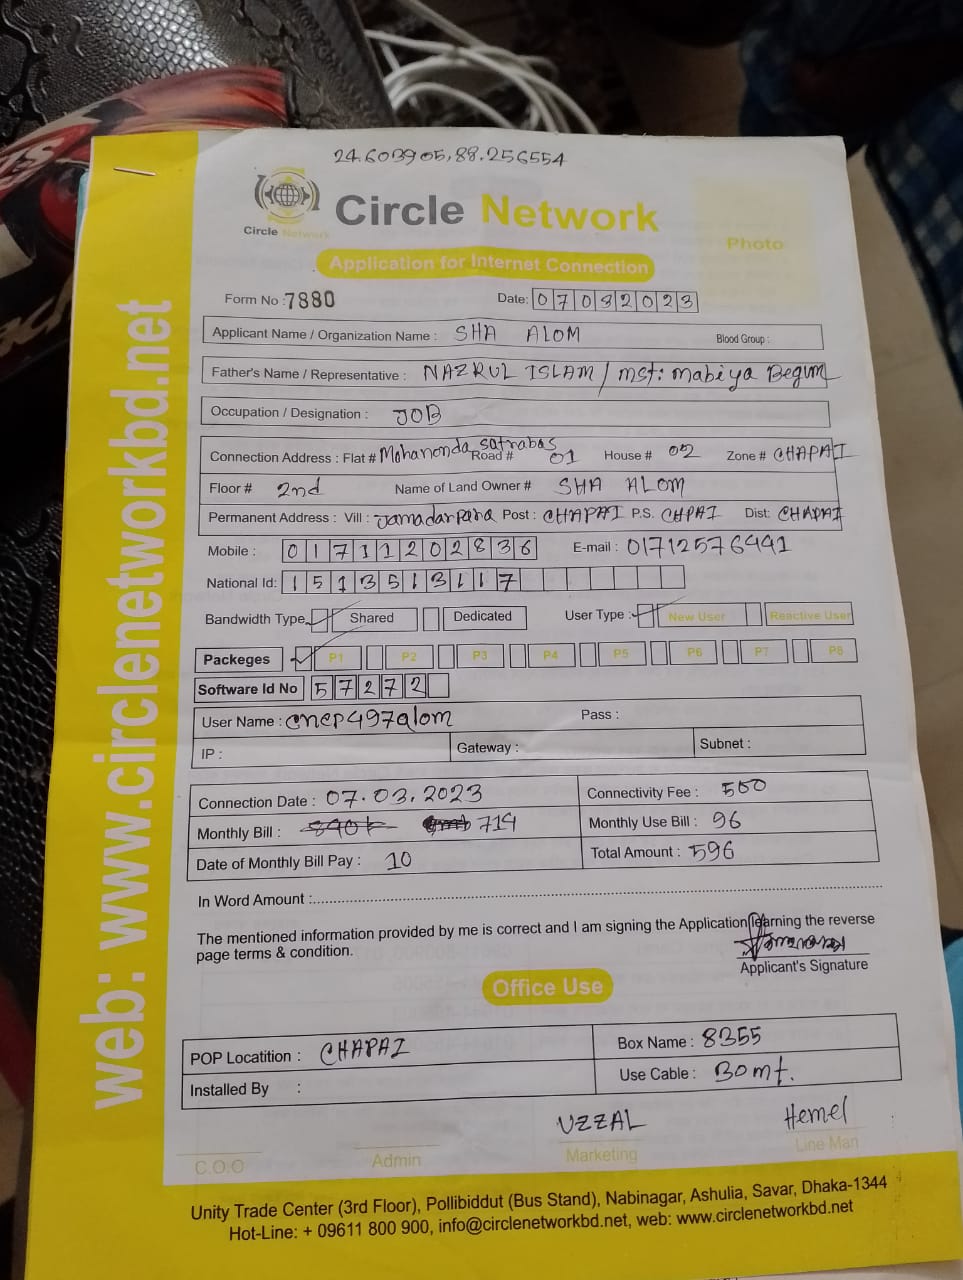 24.603905,88.256554
Circle Network
Circle Network
Photo
Application for Internet Connection
Form No :7880
Date: 07032023
Applicant Name / Organization Name : SHA ALOM Blood Group :
Father's Name / Representative : NAZRUL ISLAM / mst: mabiya Begum
Occupation / Designation : JOB
Connection Address : Flat # Mohanonda satrabas Road # 01 House # 02 Zone # CHAPAI
Floor # 2nd Name of Land Owner # SHA ALOM
Permanent Address : Vill : Jamadarpara Post : CHAPAI P.S. CHPAI Dist: CHAPAI
Mobile : 01711202836 E-mail : 01712576491
National Id: 1513513117
Bandwidth Type Shared Dedicated User Type : New User Reactive User
Packeges P1 P2 P3 P4 P5 P6 P7 P8
Software Id No 57272
User Name : cncp497alom Pass :
IP : Gateway : Subnet :
Connection Date : 07.03.2023 Connectivity Fee : 500
Monthly Bill : 714 Monthly Use Bill : 96
Date of Monthly Bill Pay : 10 Total Amount : 596
In Word Amount :
The mentioned information provided by me is correct and I am signing the Application learning the reverse
page terms & condition.
Applicant's Signature
Office Use
POP Locatition : CHAPAI Box Name : 8355
Installed By : Use Cable : 30mt.
UZZAL Hemel
C.O.O Admin Marketing Line Man
Unity Trade Center (3rd Floor), Pollibiddut (Bus Stand), Nabinagar, Ashulia, Savar, Dhaka-1344
Hot-Line: + 09611 800 900, info@circlenetworkbd.net, web: www.circlenetworkbd.net
web: www.circlenetworkbd.net